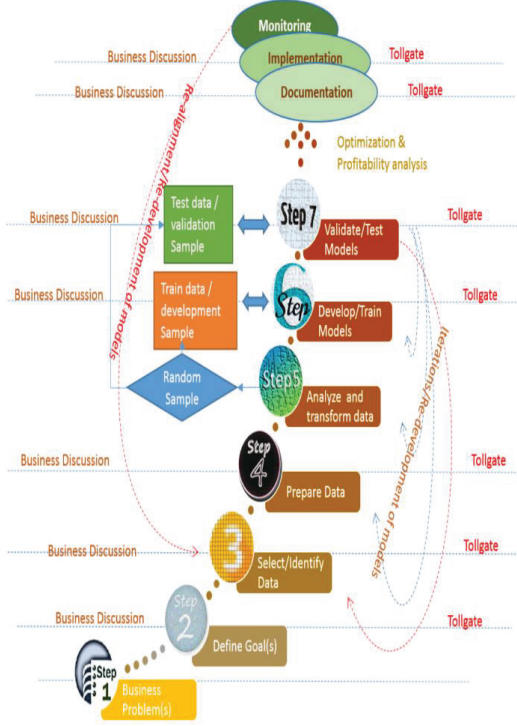 Monitoring
Business Discussion
Implementation
Tollgate
Business Discussion
Documentation
Tollgate
Re-alignment/Re-development of models
Optimization &
Profitability analysis
Business Discussion
Test data /
validation
Sample
Step 7
Validate/Test
Models
Tollgate
Business Discussion
Train data /
development
Sample
Step 6
Develop/Train
Models
Tollgate
Iterations/Re-development of models
Random
Sample
Step5
Analyze and
transform data
Business Discussion
Step
4
Prepare Data
Tollgate
Business Discussion
3
Select/Identify
Data
Tollgate
Business Discussion
Step
2
Define Goal(s)
Tollgate
Step
1
Business
Problem(s)